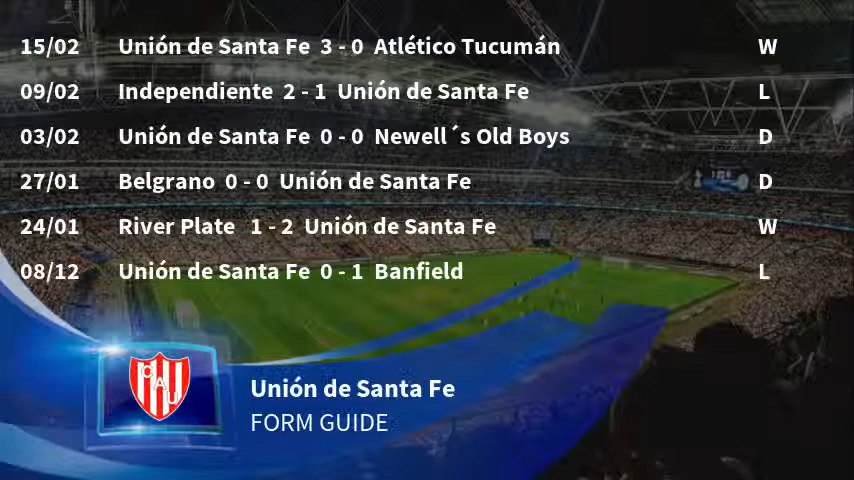 15/02 Unión de Santa Fe 3 - 0 Atlético Tucumán W
09/02 Independiente 2 - 1 Unión de Santa Fe L
03/02 Unión de Santa Fe 0 - 0 Newell´s Old Boys D
27/01 Belgrano 0 - 0 Unión de Santa Fe D
24/01 River Plate 1 - 2 Unión de Santa Fe W
08/12 Unión de Santa Fe 0 - 1 Banfield L
CAU
Unión de Santa Fe
FORM GUIDE